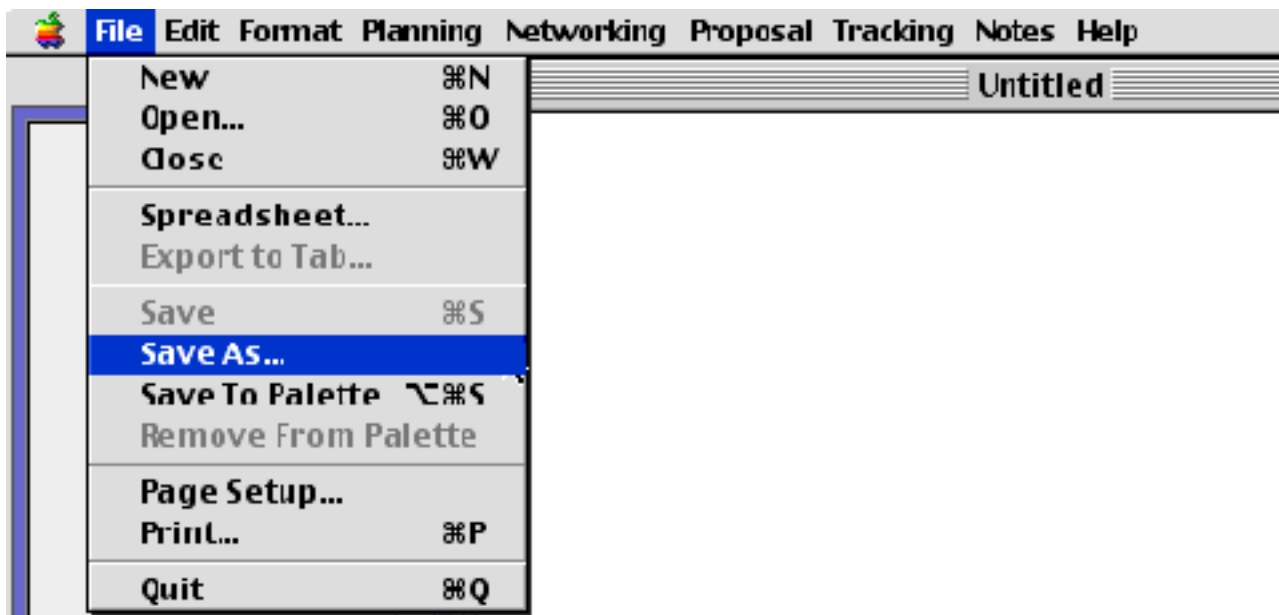 File Edit Format Planning Networking Proposal Tracking Notes Help
Untitled
New ⌘N
Open... ⌘O
Close ⌘W
Spreadsheet...
Export to Tab...
Save ⌘S
Save As...
Save To Palette ⌥⌘S
Remove From Palette
Page Setup...
Print... ⌘P
Quit ⌘Q